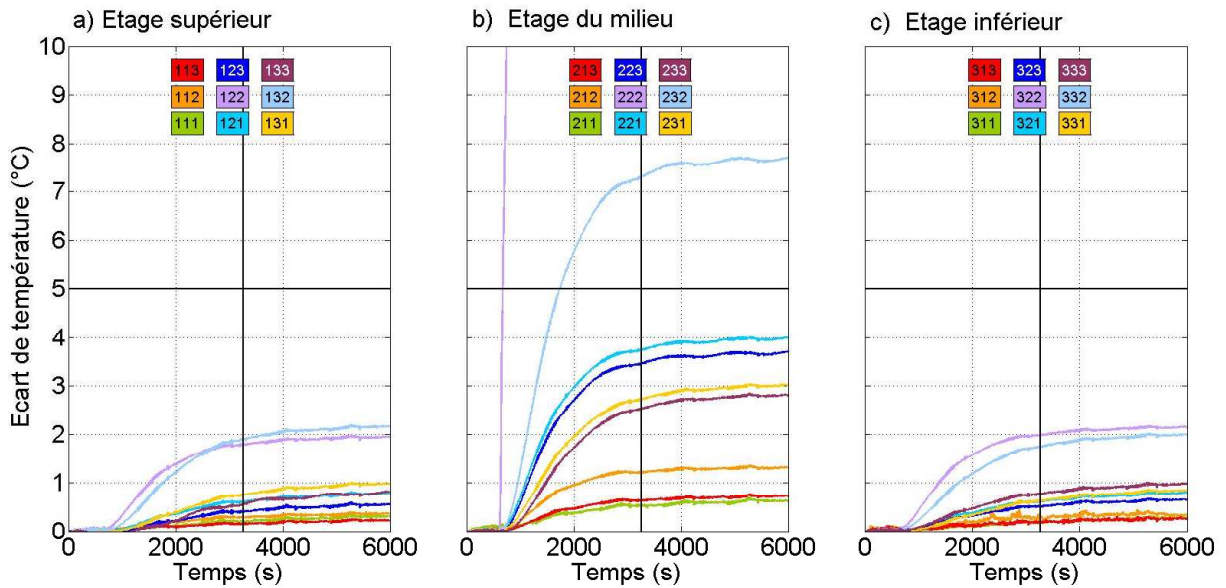 a) Etage supérieur
b) Etage du milieu
c) Etage inférieur
Ecart de température (°C)
10
9
8
7
6
5
4
3
2
1
0
113 123 133
112 122 132
111 121 131
213 223 233
212 222 232
211 221 231
313 323 333
312 322 332
311 321 331
0 2000 4000 6000
0 2000 4000 6000
0 2000 4000 6000
Temps (s)
Temps (s)
Temps (s)